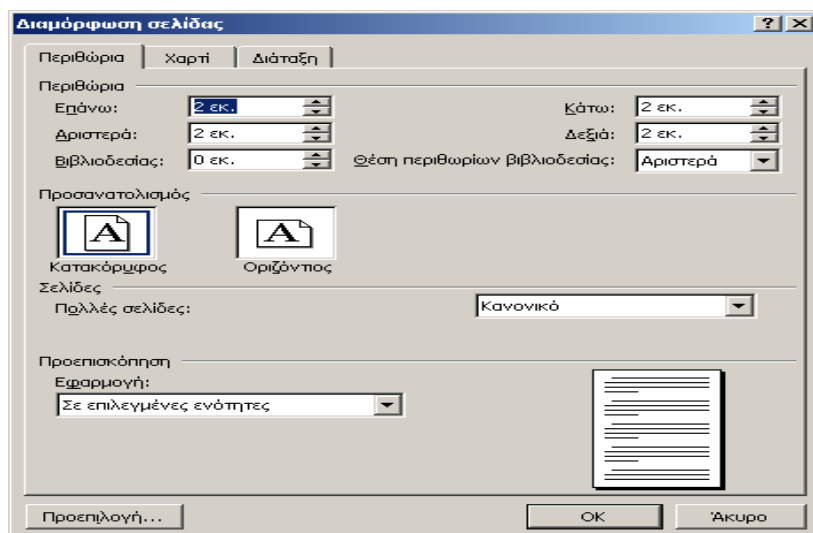 Διαμόρφωση σελίδας
Περιθώρια Χαρτί Διάταξη
Περιθώρια
Επάνω: 2 εκ. Κάτω: 2 εκ.
Αριστερά: 2 εκ. Δεξιά: 2 εκ.
Βιβλιοδεσίας: 0 εκ. Θέση περιθωρίων βιβλιοδεσίας: Αριστερά
Προσανατολισμός
A A
Κατακόρυφος Οριζόντιος
Σελίδες
Πολλές σελίδες: Κανονικό
Προεπισκόπηση
Εφαρμογή:
Σε επιλεγμένες ενότητες
Προεπιλογή... OK Άκυρο